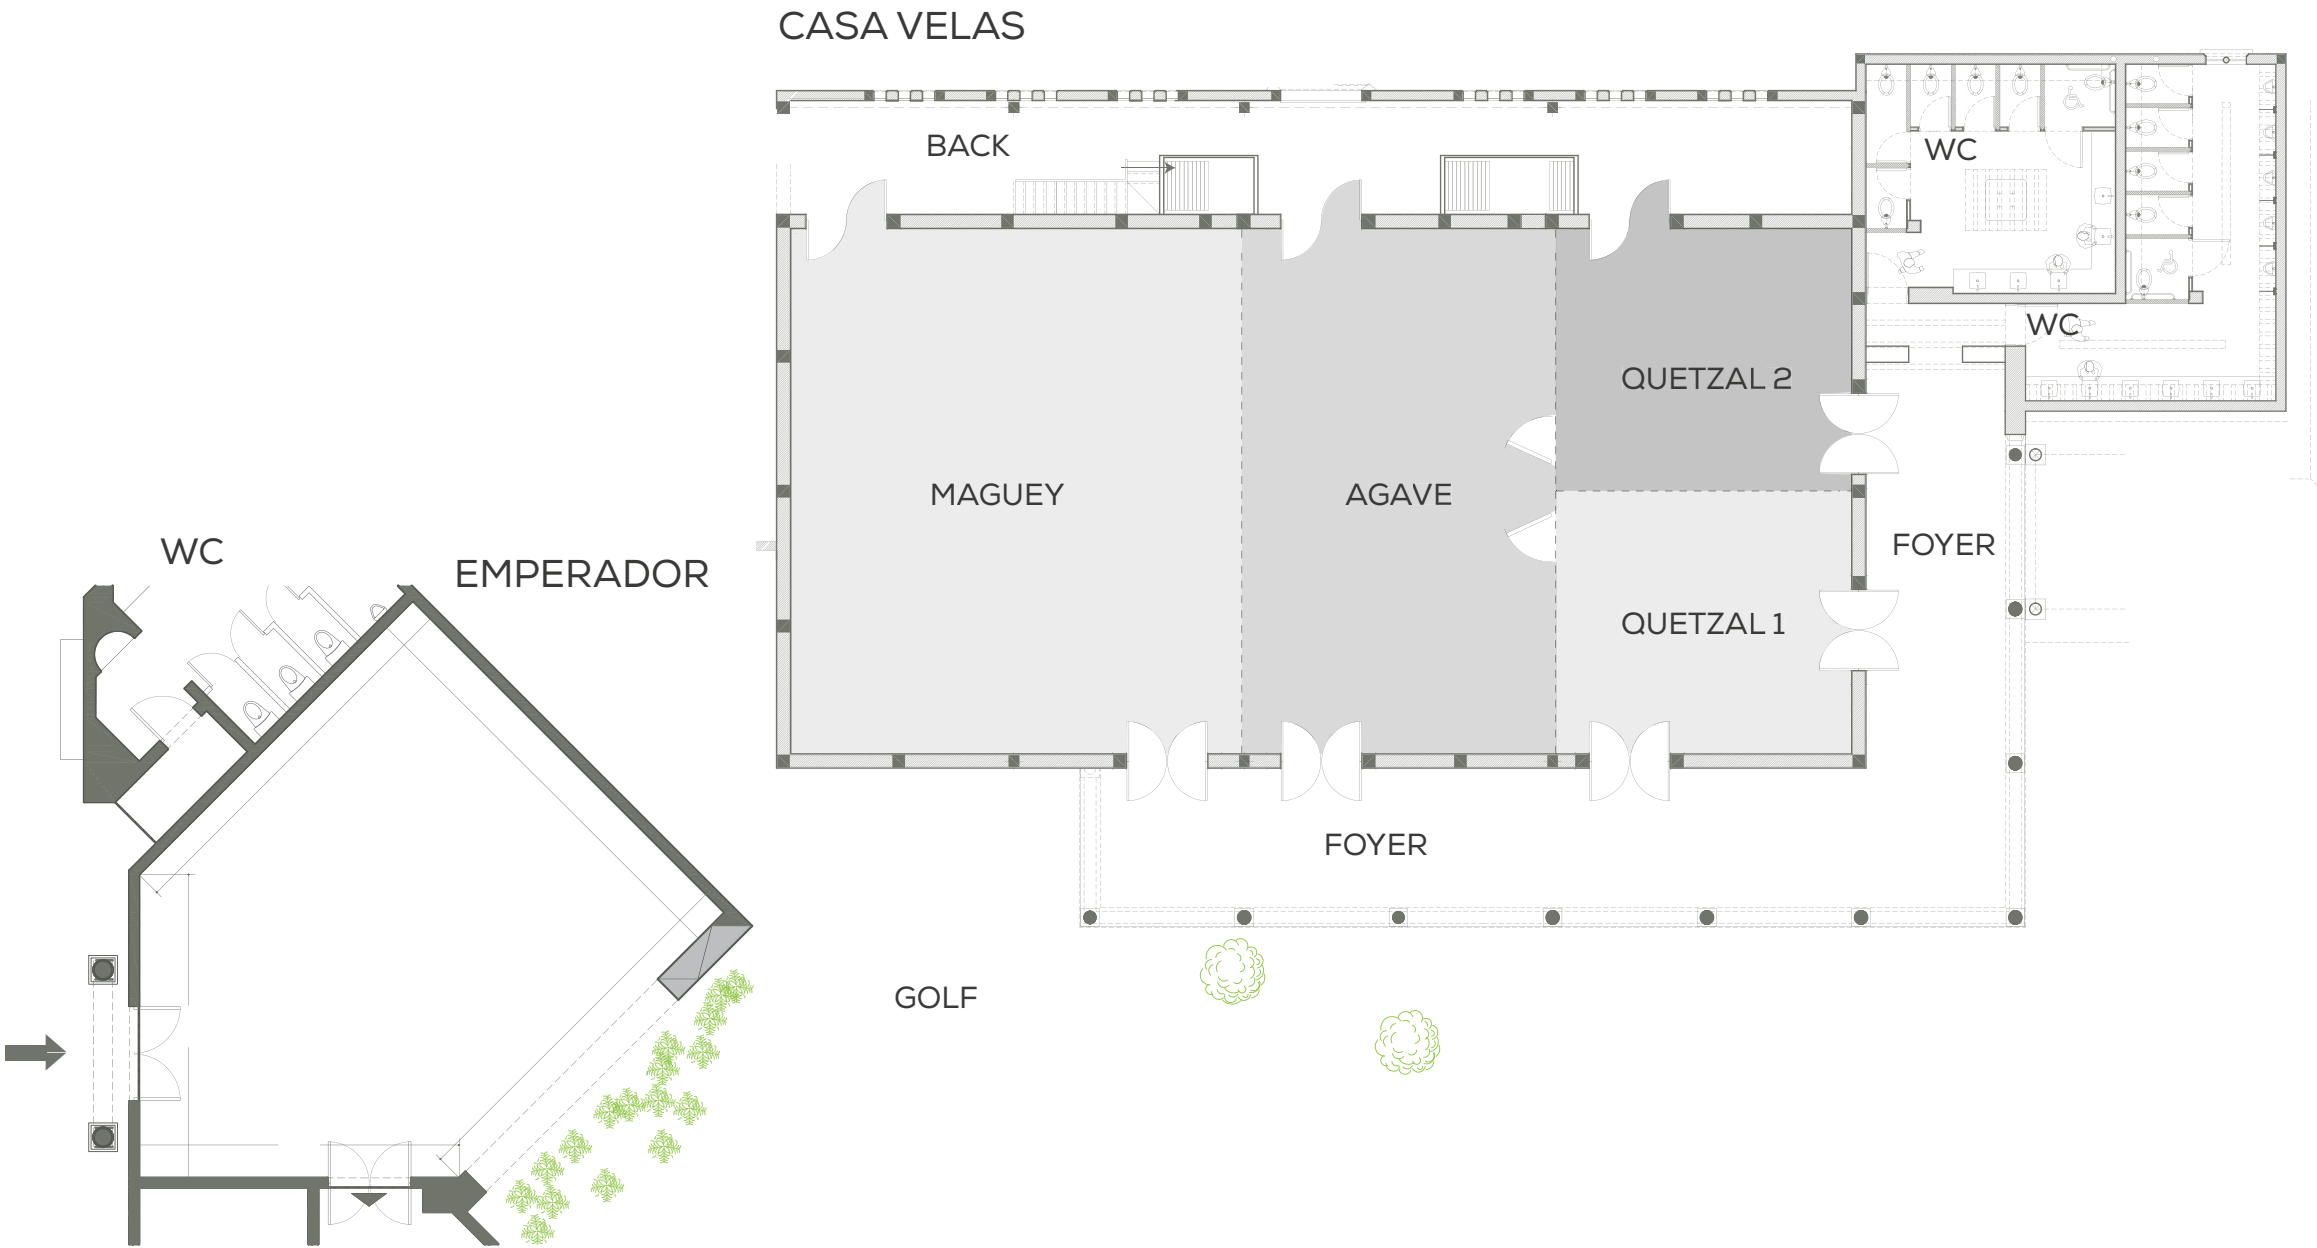 CASA VELAS
BACK
WC
WC
QUETZAL 2
MAGUEY
AGAVE
FOYER
WC
EMPERADOR
QUETZAL 1
FOYER
GOLF